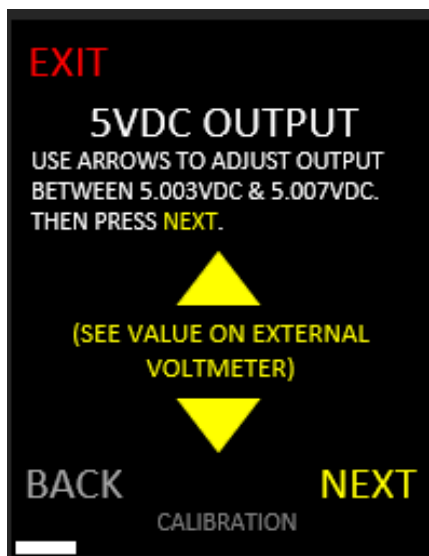 EXIT
5VDC OUTPUT
USE ARROWS TO ADJUST OUTPUT
BETWEEN 5.003VDC & 5.007VDC.
THEN PRESS NEXT.
(SEE VALUE ON EXTERNAL
VOLTMETER)
BACK NEXT
CALIBRATION